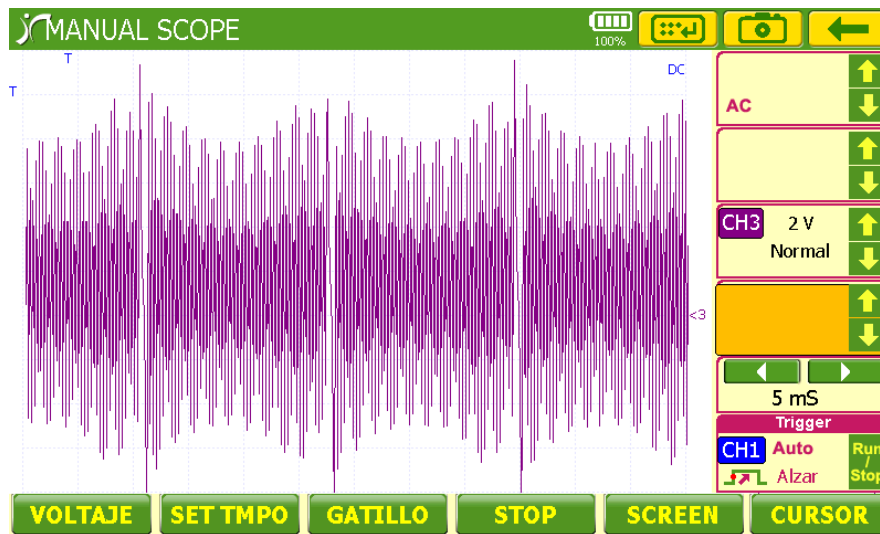 MANUAL SCOPE
100%
T
T
DC
AC
CH3 2 V
Normal
<3
5 mS
Trigger
CH1 Auto
Alzar
Run
/
Stop
VOLTAJE SET TMPO GATILLO STOP SCREEN CURSOR